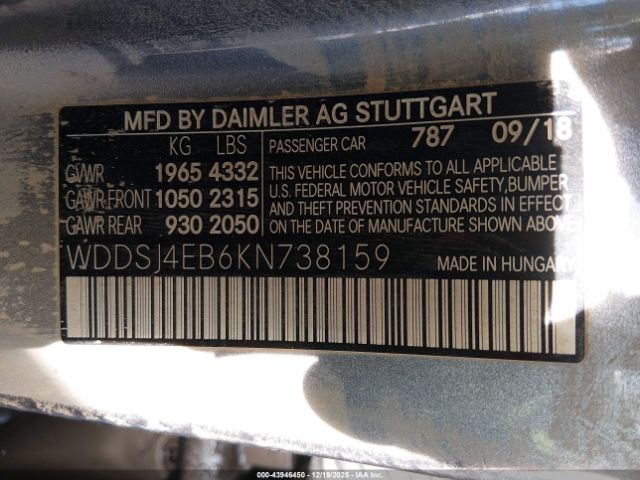 MFD BY DAIMLER AG STUTTGART
KG LBS PASSENGER CAR 787 09/18
GVWR 1965 4332
GAWR FRONT 1050 2315
GAWR REAR 930 2050
THIS VEHICLE CONFORMS TO ALL APPLICABLE
U.S. FEDERAL MOTOR VEHICLE SAFETY, BUMPER
AND THEFT PREVENTION STANDARDS IN EFFECT
ON THE DATE OF MANUFACTURE SHOWN ABOVE
WDDSJ4EB6KN738159 MADE IN HUNGARY
000-43946450 - 12/19/2025 - IAA, Inc.